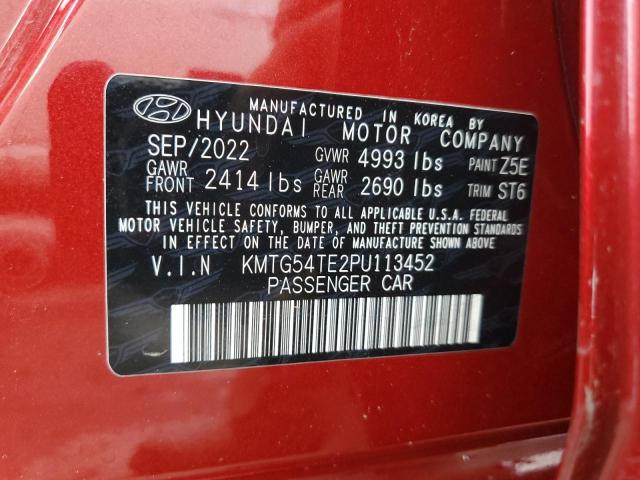 MANUFACTURED IN KOREA BY
HYUNDAI MOTOR COMPANY
SEP/2022 GVWR 4993 lbs PAINT Z5E
GAWR FRONT 2414 lbs GAWR REAR 2690 lbs TRIM ST6
THIS VEHICLE CONFORMS TO ALL APPLICABLE U.S.A. FEDERAL
MOTOR VEHICLE SAFETY, BUMPER, AND THEFT PREVENTION STANDARDS
IN EFFECT ON THE DATE OF MANUFACTURE SHOWN ABOVE.
V.I.N KMTG54TE2PU113452
PASSENGER CAR